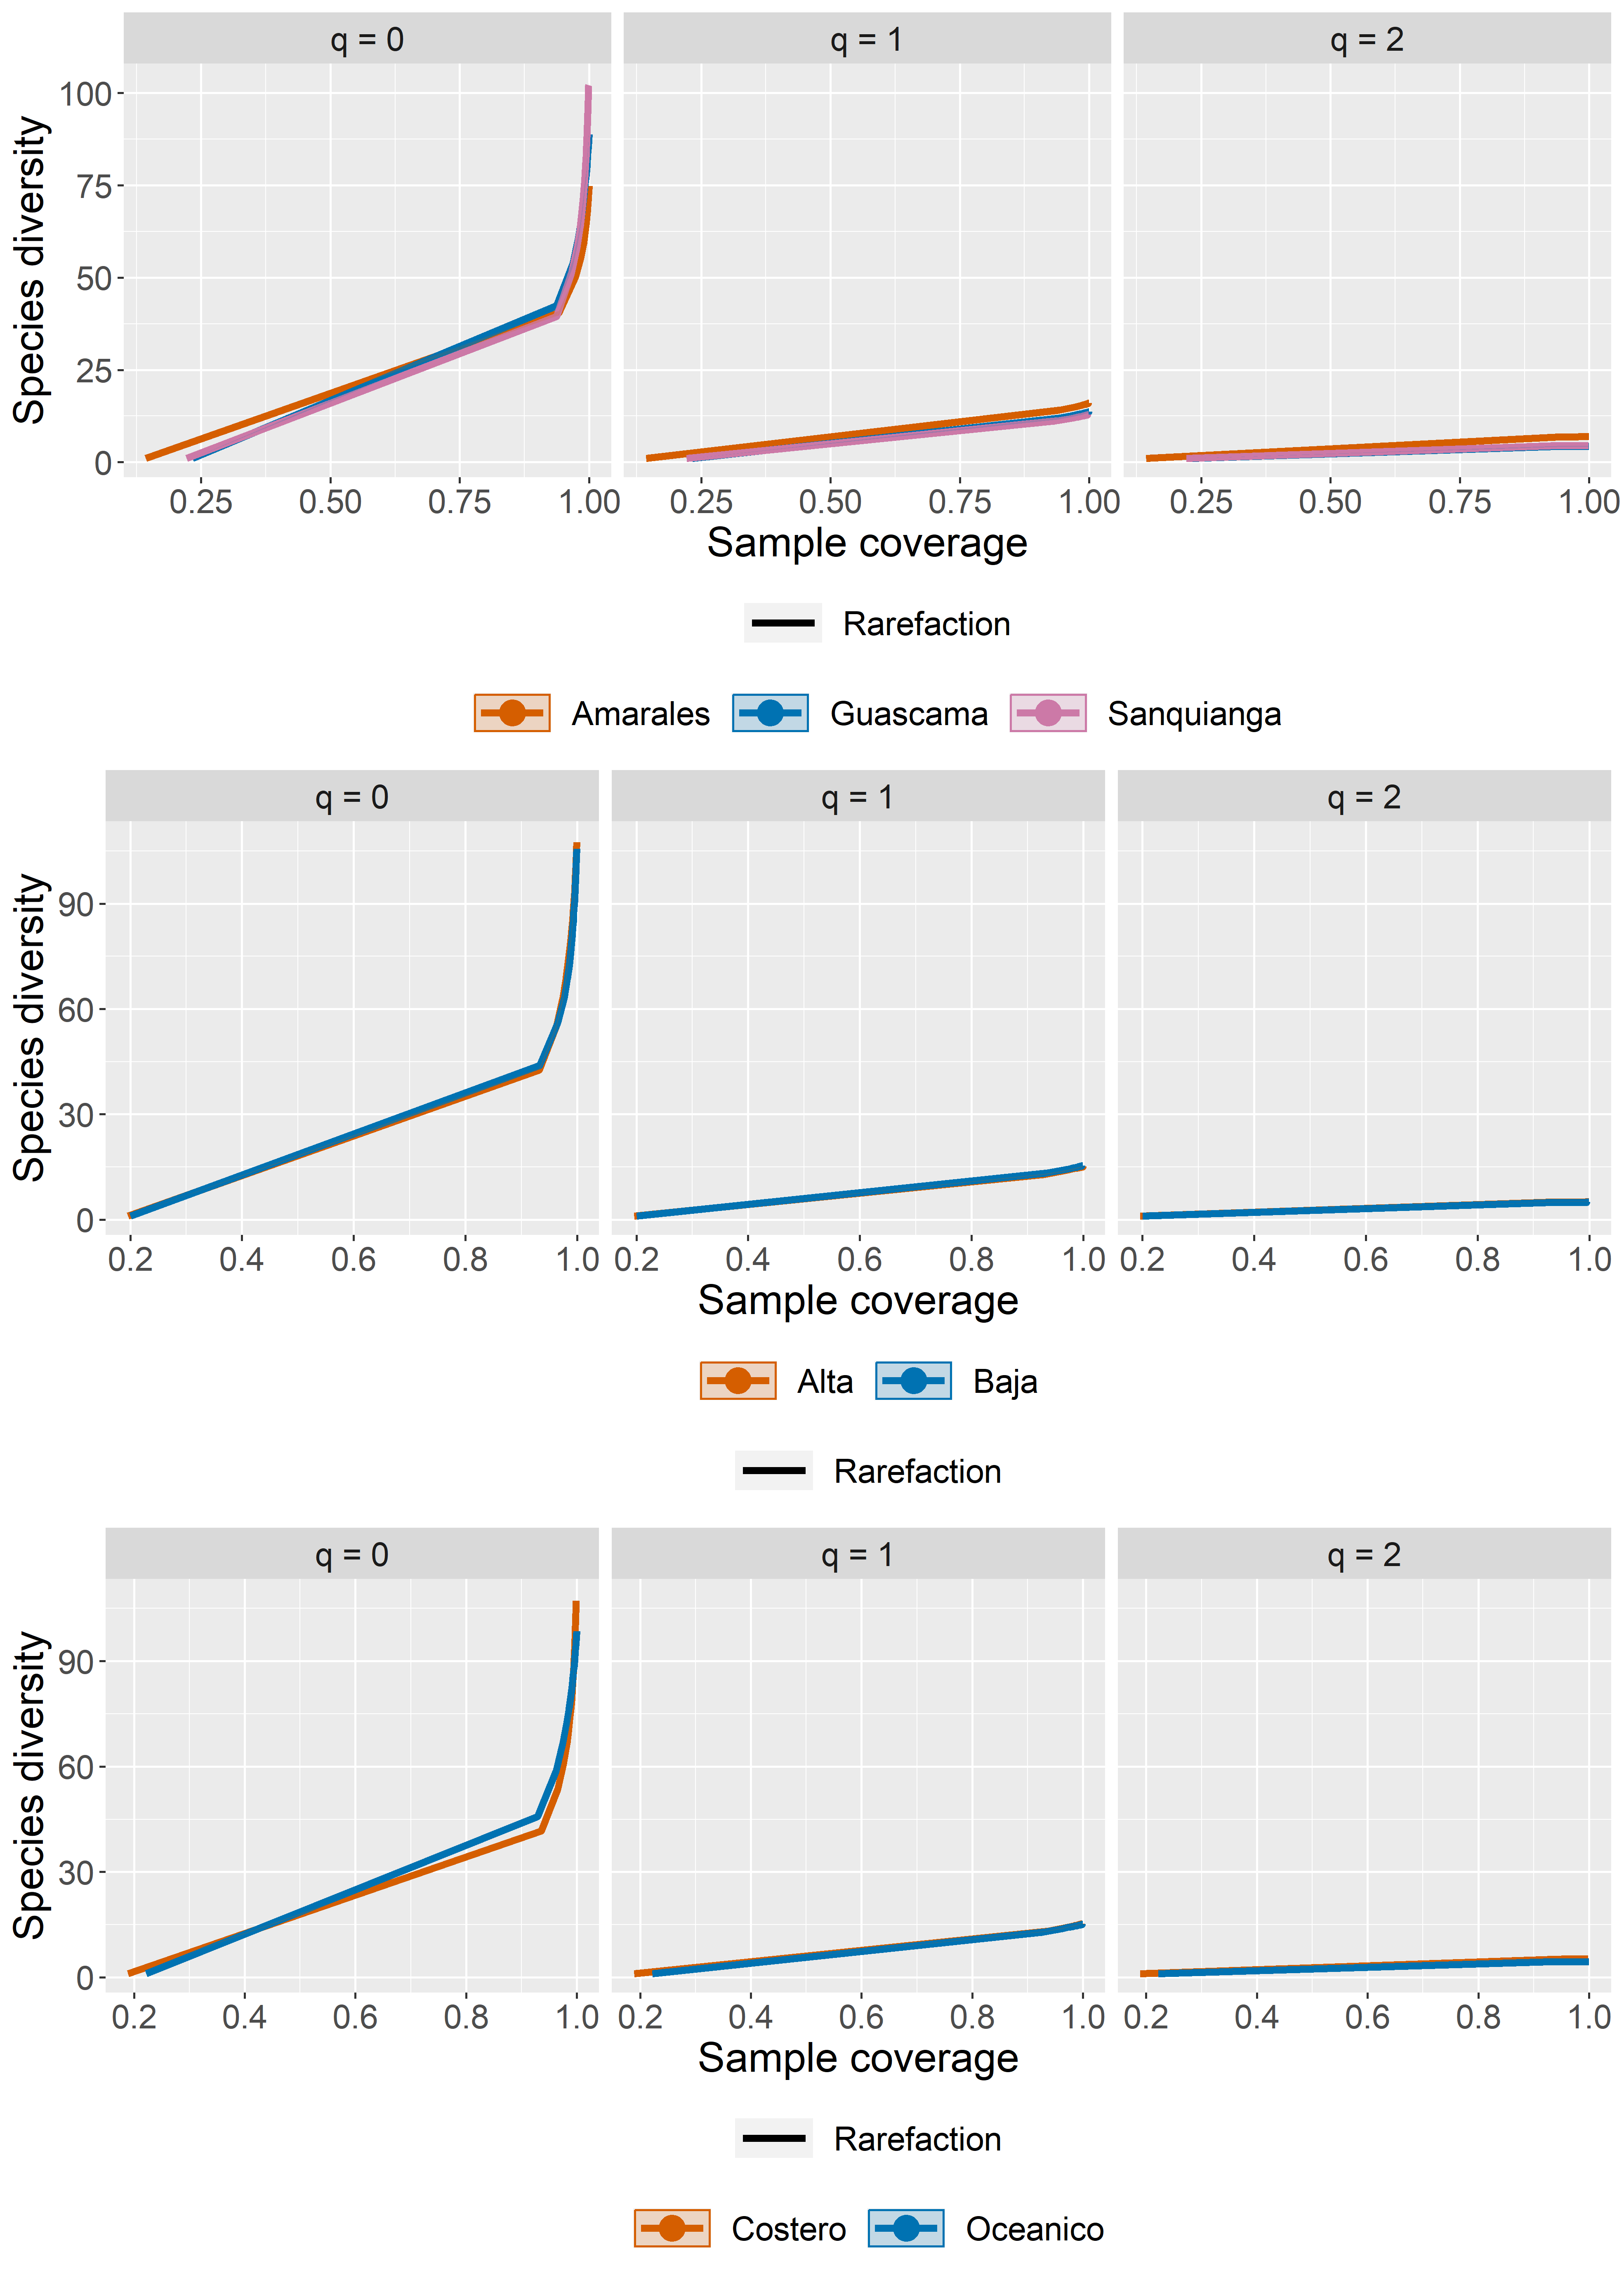 q = 0 q = 1 q = 2
Species diversity
100
75
50
25
0
0.25 0.50 0.75 1.00 0.25 0.50 0.75 1.00 0.25 0.50 0.75 1.00
Sample coverage
Rarefaction
Amarales Guascama Sanquianga
q = 0 q = 1 q = 2
Species diversity
90
60
30
0
0.2 0.4 0.6 0.8 1.0 0.2 0.4 0.6 0.8 1.0 0.2 0.4 0.6 0.8 1.0
Sample coverage
Alta Baja
Rarefaction
q = 0 q = 1 q = 2
Species diversity
90
60
30
0
0.2 0.4 0.6 0.8 1.0 0.2 0.4 0.6 0.8 1.0 0.2 0.4 0.6 0.8 1.0
Sample coverage
Rarefaction
Costero Oceanico